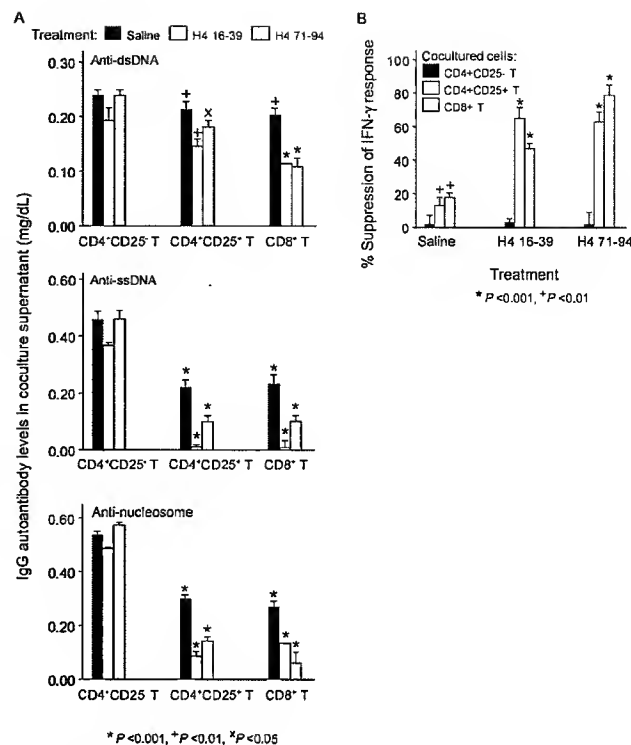 A
Treatment: Saline H4 16-39 H4 71-94
IgG autoantibody levels in coculture supernatant (mg/dL)
Anti-dsDNA
0.30
0.20
0.10
0.00
+ + x + * *
CD4⁺CD25⁻ T CD4⁺CD25⁺ T CD8⁺ T
Anti-ssDNA
0.60
0.40
0.20
0.00
* * * * * *
CD4⁺CD25⁻ T CD4⁺CD25⁺ T CD8⁺ T
Anti-nucleosome
0.60
0.40
0.20
0.00
* * * * * *
CD4⁺CD25⁻ T CD4⁺CD25⁺ T CD8⁺ T
*P<0.001, ⁺P<0.01, ˣP<0.05
B
% Suppression of IFN-γ response
100
80
60
40
20
0
Cocultured cells:
CD4+CD25- T
CD4+CD25+ T
CD8+ T
+ + * * * *
Saline H4 16-39 H4 71-94
Treatment
*P<0.001, ⁺P<0.01